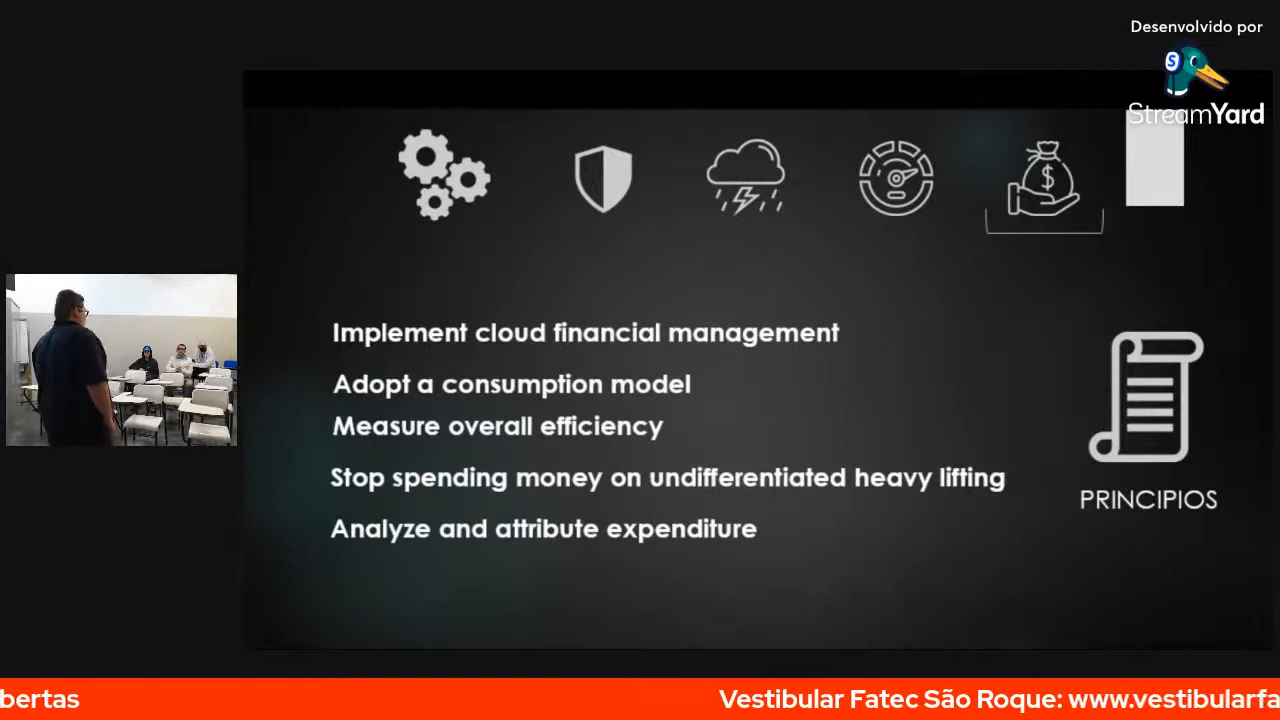 Desenvolvido por
StreamYard
Implement cloud financial management
Adopt a consumption model
Measure overall efficiency
Stop spending money on undifferentiated heavy lifting
Analyze and attribute expenditure
PRINCIPIOS
bertas
Vestibular Fatec São Roque: www.vestibularfa